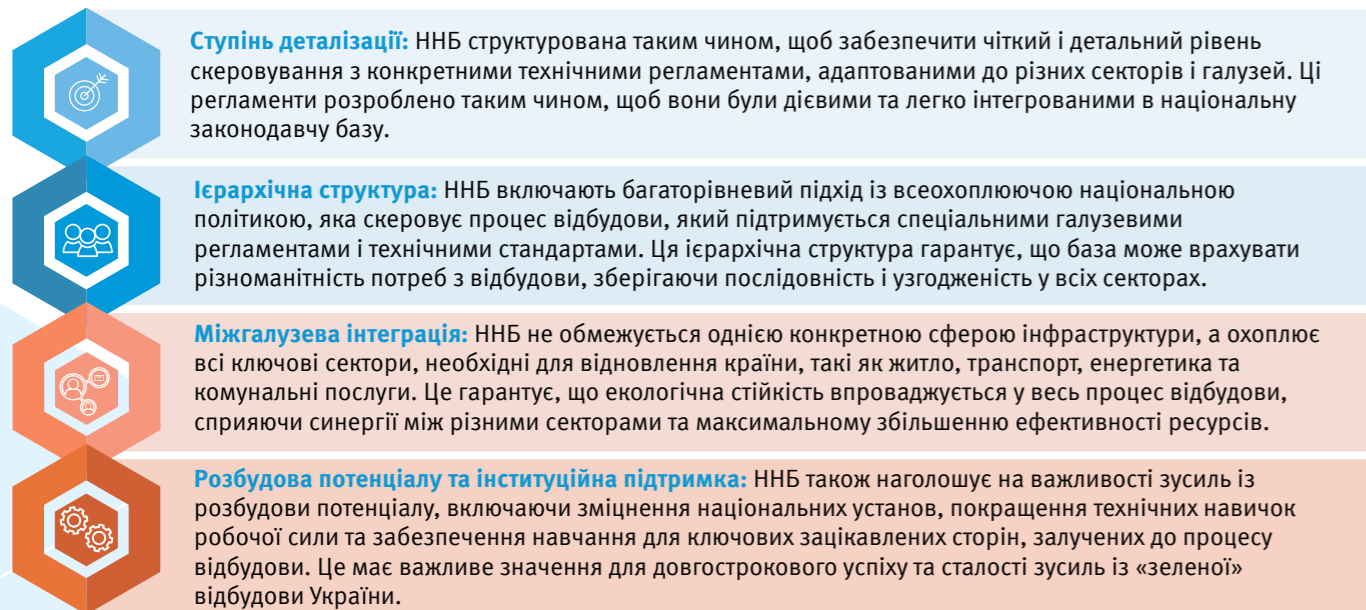 Ступінь деталізації: ННБ структурована таким чином, щоб забезпечити чіткий і детальний рівень
скеровування з конкретними технічними регламентами, адаптованими до різних секторів і галузей. Ці
регламенти розроблено таким чином, щоб вони були дієвими та легко інтегрованими в національну
законодавчу базу.
Ієрархічна структура: ННБ включають багаторівневий підхід із всеохоплюючою національною
політикою, яка скеровує процес відбудови, який підтримується спеціальними галузевими
регламентами і технічними стандартами. Ця ієрархічна структура гарантує, що база може врахувати
різноманітність потреб з відбудови, зберігаючи послідовність і узгодженість у всіх секторах.
Міжгалузева інтеграція: ННБ не обмежується однією конкретною сферою інфраструктури, а охоплює
всі ключові сектори, необхідні для відновлення країни, такі як житло, транспорт, енергетика та
комунальні послуги. Це гарантує, що екологічна стійкість впроваджується у весь процес відбудови,
сприяючи синергії між різними секторами та максимальному збільшенню ефективності ресурсів.
Розбудова потенціалу та інституційна підтримка: ННБ також наголошує на важливості зусиль із
розбудови потенціалу, включаючи зміцнення національних установ, покращення технічних навичок
робочої сили та забезпечення навчання для ключових зацікавлених сторін, залучених до процесу
відбудови. Це має важливе значення для довгострокового успіху та сталості зусиль із «зеленої»
відбудови України.